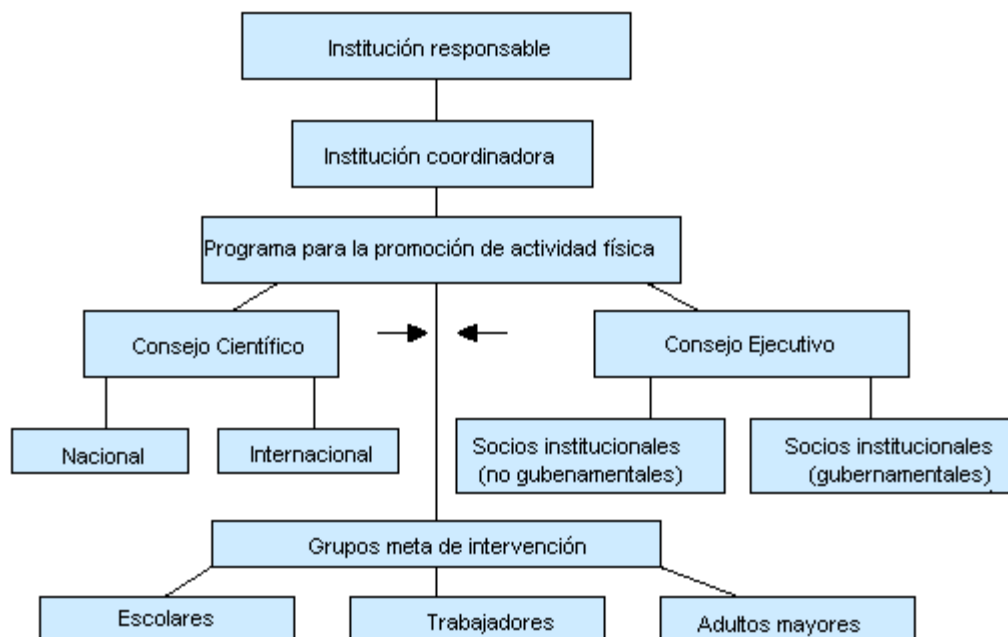 Institución responsable
Institución coordinadora
Programa para la promoción de actividad física
Consejo Científico
Consejo Ejecutivo
Nacional
Internacional
Socios institucionales
(no gubenamentales)
Socios institucionales
(gubernamentales)
Grupos meta de intervención
Escolares
Trabajadores
Adultos mayores